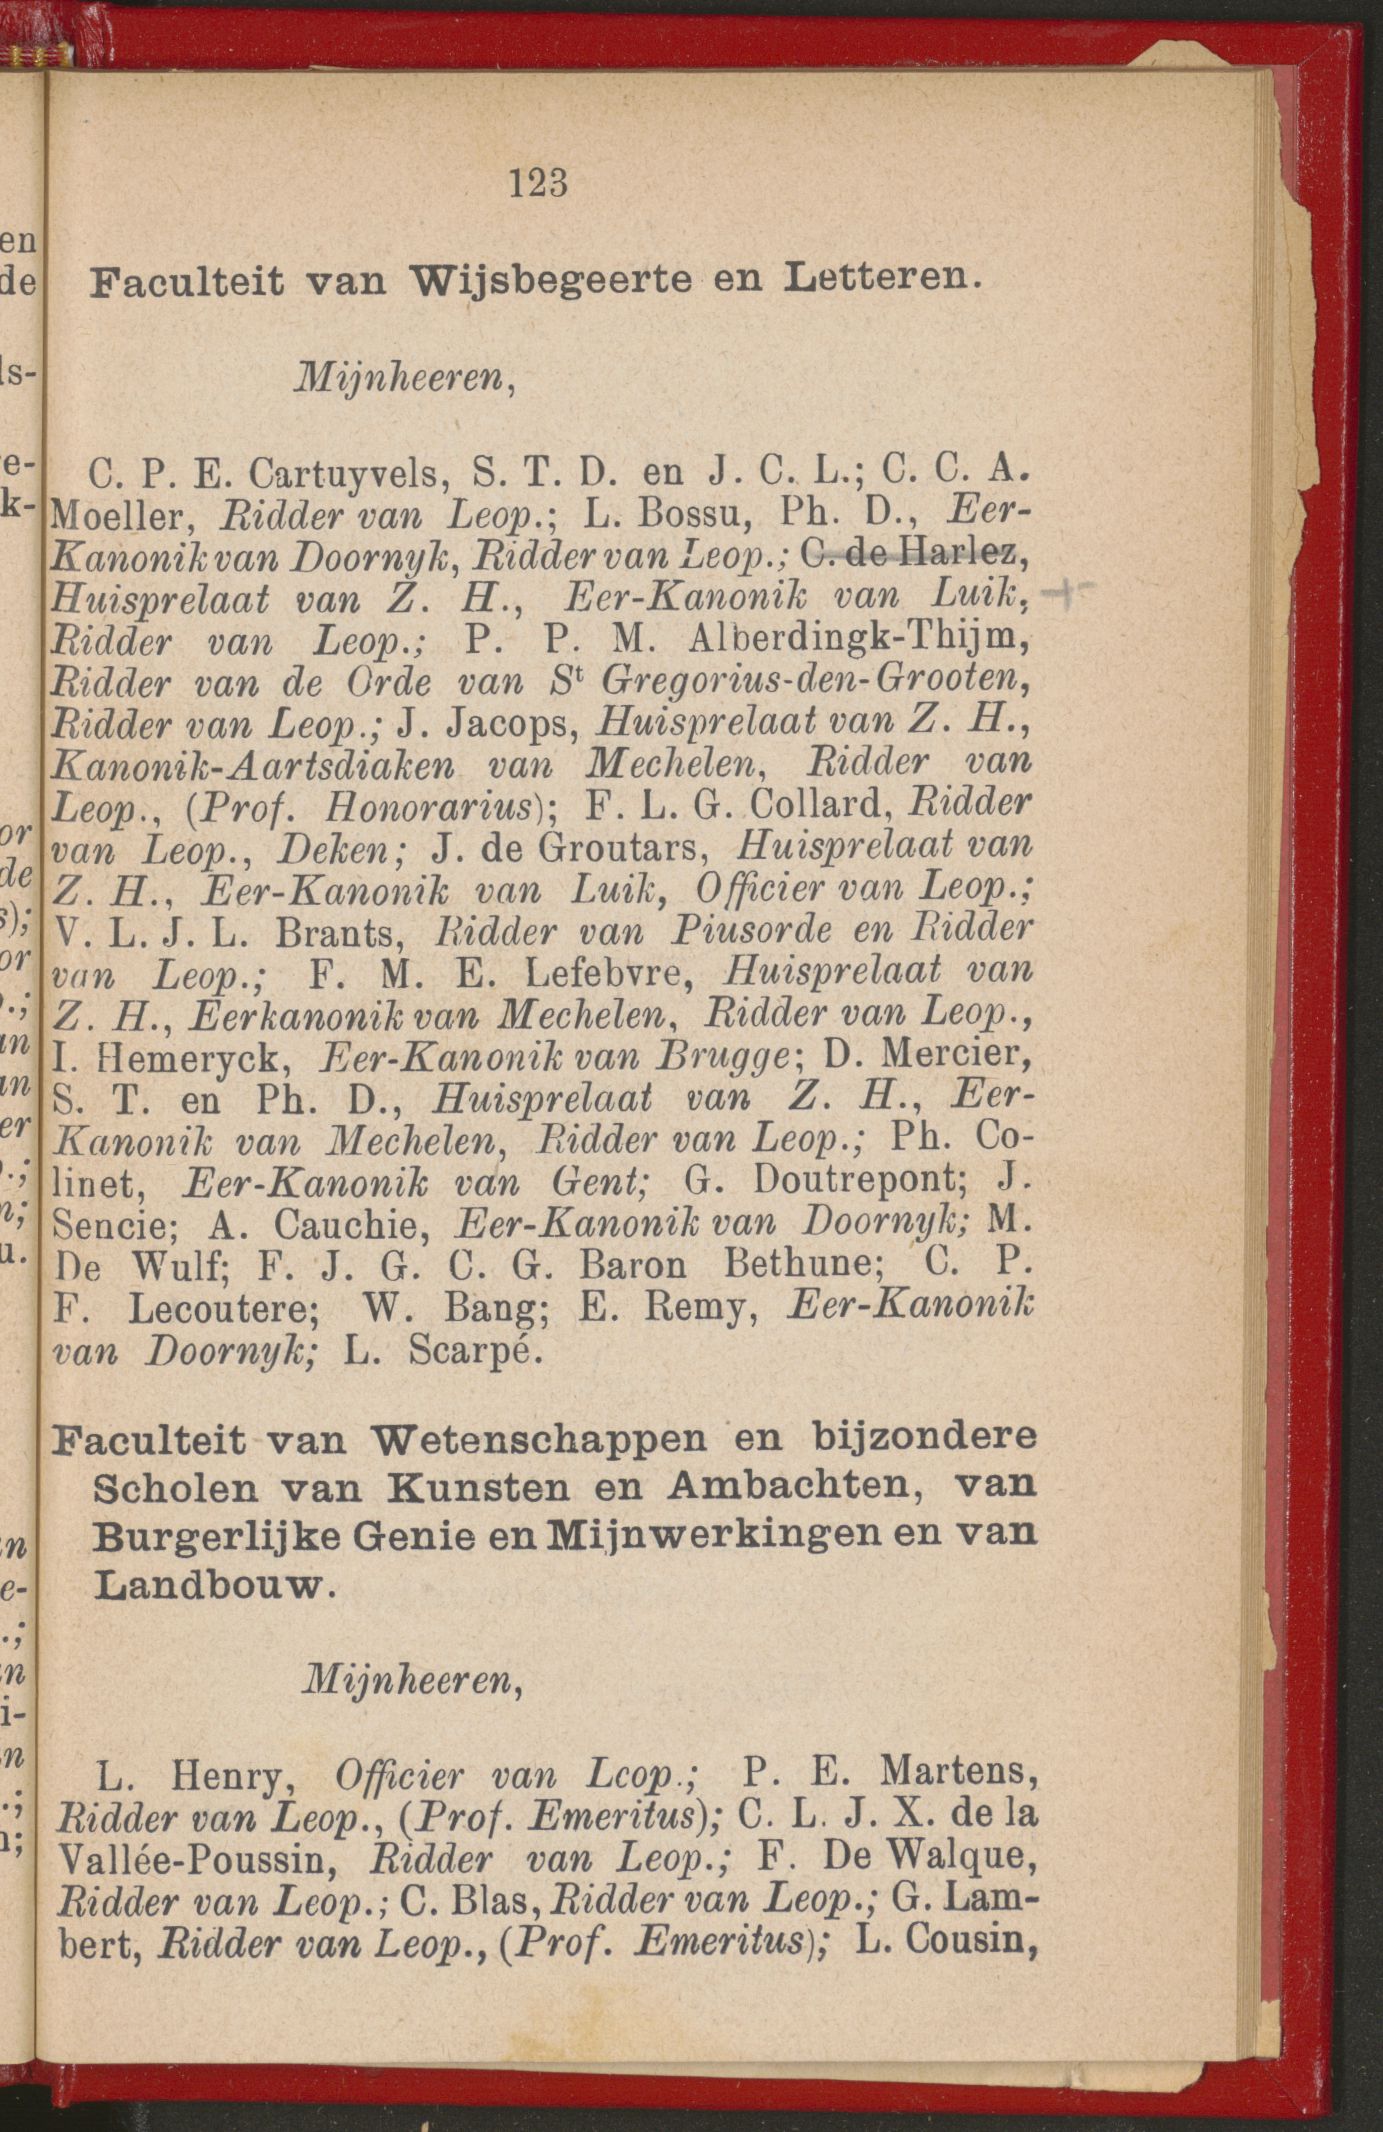 123
Faculteit van Wijsbegeerte en Letteren.
Mijnheeren,
C. P. E. Cartuyvels, S. T. D. en J. C. L.; C. C. A.
Moeller, Ridder van Leop.; L. Bossu, Ph. D., Eer-
Kanonik van Doornyk, Ridder van Leop.; C. de Harlez,
Huisprelaat van Z. H., Eer-Kanonik van Luik,
Ridder van Leop.; P. P. M. Alberdingk-Thijm,
Ridder van de Orde van St Gregorius-den-Grooten,
Ridder van Leop.; J. Jacops, Huisprelaat van Z. H.,
Kanonik-Aartsdiaken van Mechelen, Ridder van
Leop., (Prof. Honorarius); F. L. G. Collard, Ridder
van Leop., Deken; J. de Groutars, Huisprelaat van
Z. H., Eer-Kanonik van Luik, Officier van Leop.;
V. L. J. L. Brants, Ridder van Piusorde en Ridder
van Leop.; F. M. E. Lefebvre, Huisprelaat van
Z. H., Eerkanonik van Mechelen, Ridder van Leop.,
I. Hemeryck, Eer-Kanonik van Brugge; D. Mercier,
S. T. en Ph. D., Huisprelaat van Z. H., Eer-
Kanonik van Mechelen, Ridder van Leop.; Ph. Co-
linet, Eer-Kanonik van Gent; G. Doutrepont; J.
Sencie; A. Cauchie, Eer-Kanonik van Doornyk; M.
De Wulf; F. J. G. C. G. Baron Bethune; C. P.
F. Lecoutere; W. Bang; E. Remy, Eer-Kanonik
van Doornyk; L. Scarpé.
Faculteit van Wetenschappen en bijzondere
Scholen van Kunsten en Ambachten, van
Burgerlijke Genie en Mijnwerkingen en van
Landbouw.
Mijnheeren,
L. Henry, Officier van Lcop.; P. E. Martens,
Ridder van Leop., (Prof. Emeritus); C. L. J. X. de la
Vallée-Poussin, Ridder van Leop.; F. De Walque,
Ridder van Leop.; C. Blas, Ridder van Leop.; G. Lam-
bert, Ridder van Leop., (Prof. Emeritus); L. Cousin,